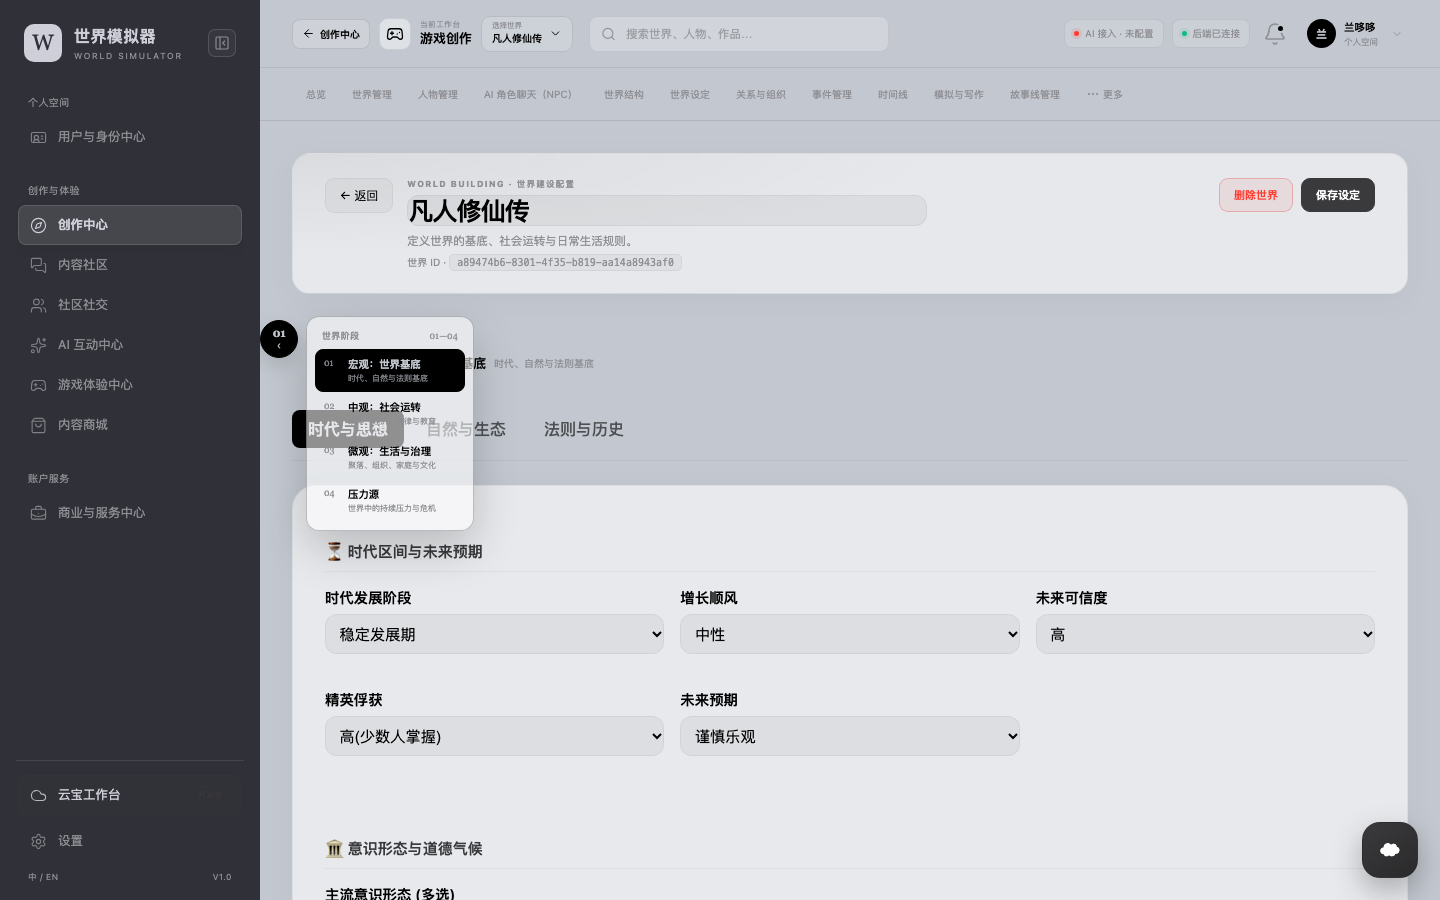 W
世界模拟器
WORLD SIMULATOR
个人空间
用户与身份中心
创作与体验
创作中心
内容社区
社区社交
AI 互动中心
游戏体验中心
内容商城
账户服务
商业与服务中心
云宝工作台
设置
中 / EN
V1.0
← 创作中心
当前工作台
游戏创作
选择世界
凡人修仙传
搜索世界、人物、作品...
AI 接入 · 未配置
后端已连接
兰
兰哆哆
个人空间
总览
世界管理
人物管理
AI 角色聊天（NPC）
世界结构
世界设定
关系与组织
事件管理
时间线
模拟与写作
故事线管理
··· 更多
← 返回
WORLD BUILDING · 世界建设配置
凡人修仙传
定义世界的基底、社会运转与日常生活规则。
世界 ID · a89474b6-8301-4f35-b819-aa14a8943af0
删除世界
保存设定
01
‹
世界阶段
01—04
01
宏观：世界基底
时代、自然与法则基底
02
中观：社会运转
律与教育
03
微观：生活与治理
聚落、组织、家庭与文化
04
压力源
世界中的持续压力与危机
基底
时代、自然与法则基底
时代与思想
自然与生态
法则与历史
⏳ 时代区间与未来预期
时代发展阶段
稳定发展期
增长顺风
中性
未来可信度
高
精英俘获
高(少数人掌握)
未来预期
谨慎乐观
🏛️ 意识形态与道德气候
主流意识形态 (多选)